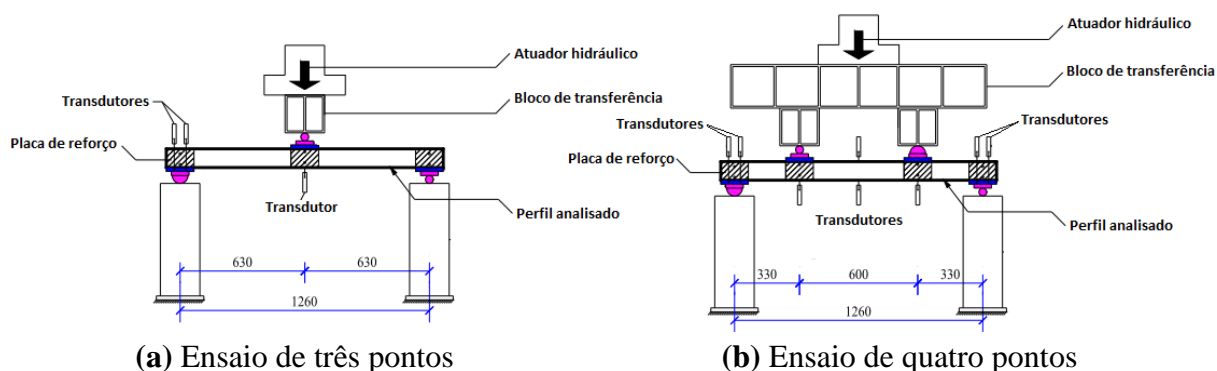 Atuador hidráulico
Bloco de transferência
Transdutores
Placa de reforço
Transdutor
Perfil analisado
630
630
1260
(a) Ensaio de três pontos
Atuador hidráulico
Bloco de transferência
Transdutores
Transdutores
Placa de reforço
Transdutores
Perfil analisado
330
600
330
1260
(b) Ensaio de quatro pontos